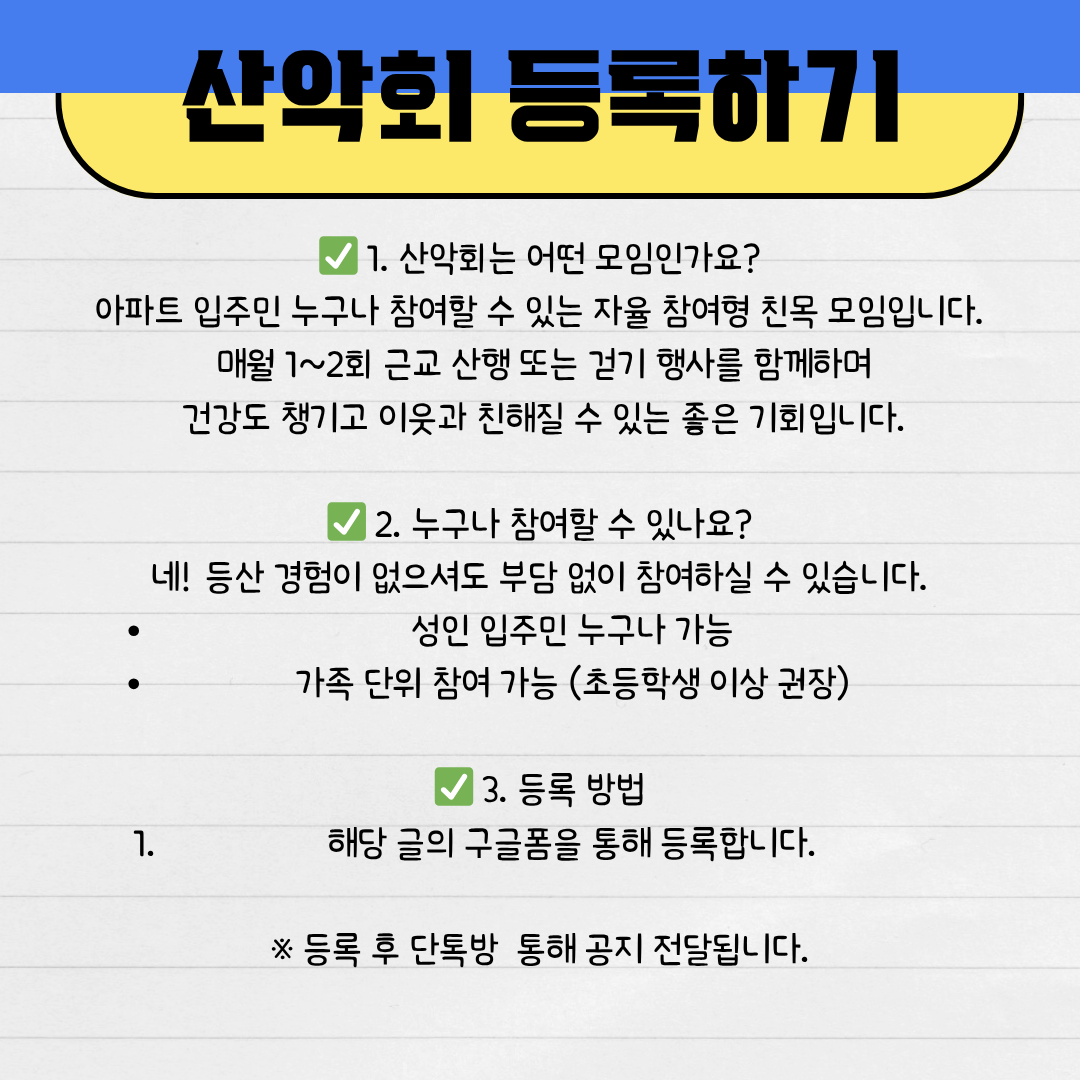 산악회 등록하기
✅ 1. 산악회는 어떤 모임인가요?
아파트 입주민 누구나 참여할 수 있는 자율 참여형 친목 모임입니다.
매월 1~2회 근교 산행 또는 걷기 행사를 함께하며
건강도 챙기고 이웃과 친해질 수 있는 좋은 기회입니다.
✅ 2. 누구나 참여할 수 있나요?
네! 등산 경험이 없으셔도 부담 없이 참여하실 수 있습니다.
• 성인 입주민 누구나 가능
• 가족 단위 참여 가능 (초등학생 이상 권장)
✅ 3. 등록 방법
1. 해당 글의 구글폼을 통해 등록합니다.
※ 등록 후 단톡방 통해 공지 전달됩니다.